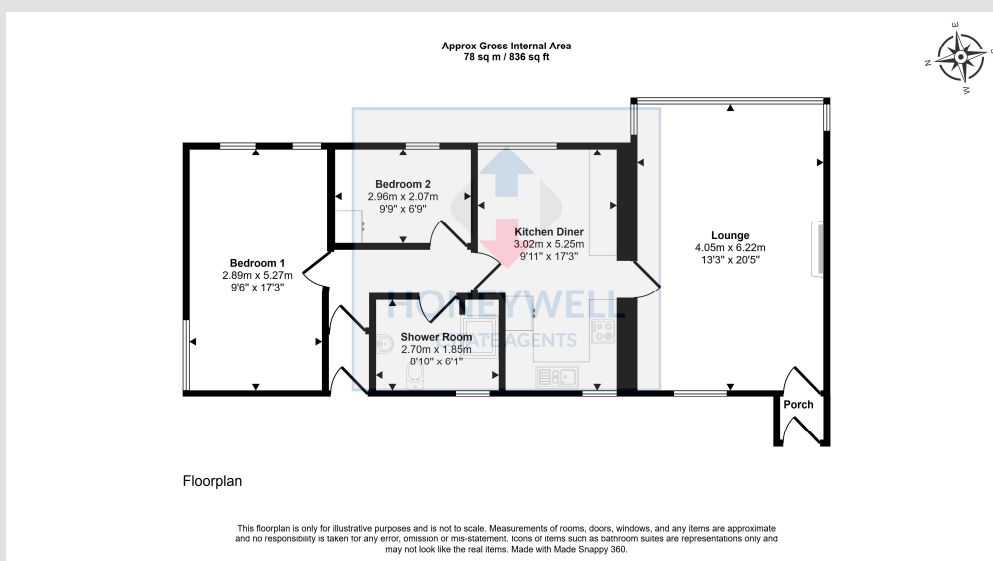 Approx Gross Internal Area
78 sq m / 836 sq ft
E
N
W
Bedroom 2
2.96m x 2.07m
9'9" x 6'9"
Kitchen Diner
3.02m x 5.25m
9'11" x 17'3"
Lounge
4.05m x 6.22m
13'3" x 20'5"
Bedroom 1
2.89m x 5.27m
9'6" x 17'3"
HONEYWELL
ESTATE AGENTS
Shower Room
2.70m x 1.85m
8'10" x 6'1"
Porch
Floorplan
This floorplan is only for illustrative purposes and is not to scale. Measurements of rooms, doors, windows, and any items are approximate
and no responsibility is taken for any error, omission or mis-statement. Icons of items such as bathroom suites are representations only and
may not look like the real items. Made with Made Snappy 360.